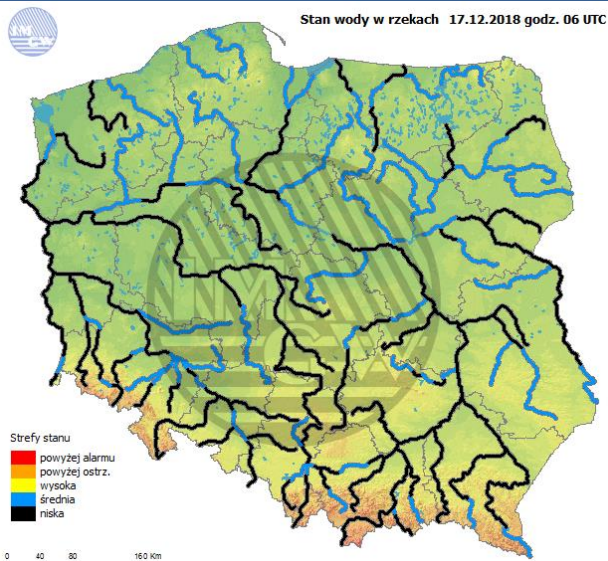 Stan wody w rzekach 17.12.2018 godz. 06 UTC
Strefy stanu
powyżej alarmu
powyżej ostrz.
wysoka
średnia
niska
0 40 80 160 Km